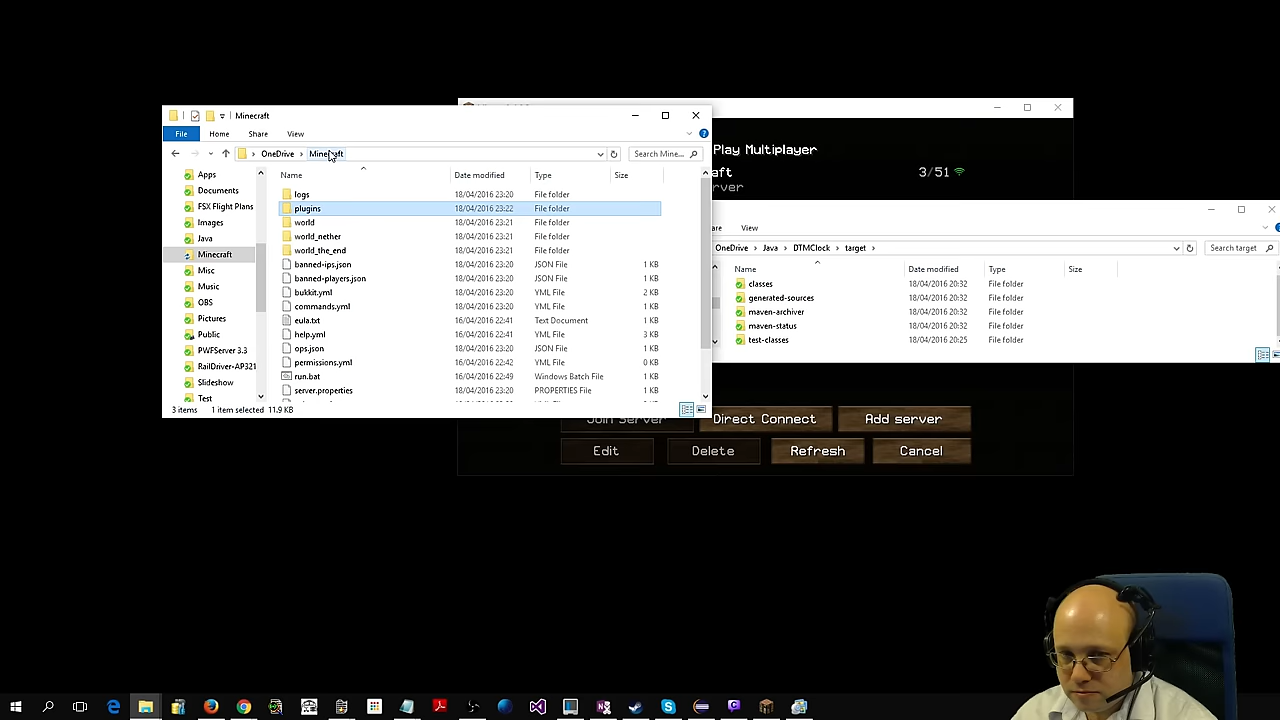 Minecraft
File Home Share View
OneDrive Minecraft
Search Mine...
Name Date modified Type Size
Apps
Documents
FSX Flight Plans
Images
Java
Minecraft
Misc
Music
OBS
Pictures
Public
PWFServer 3.3
RailDriver-AP321
Slideshow
Test
logs 18/04/2016 23:20 File folder
plugins 18/04/2016 23:22 File folder
world 18/04/2016 23:21 File folder
world_nether 18/04/2016 23:21 File folder
world_the_end 18/04/2016 23:21 File folder
banned-ips.json 18/04/2016 23:20 JSON File 1 KB
banned-players.json 18/04/2016 23:20 JSON File 1 KB
bukkit.yml 18/04/2016 23:20 YML File 2 KB
commands.yml 18/04/2016 23:20 YML File 1 KB
eula.txt 16/04/2016 22:41 Text Document 1 KB
help.yml 16/04/2016 22:41 YML File 3 KB
ops.json 18/04/2016 23:20 JSON File 1 KB
permissions.yml 16/04/2016 22:42 YML File 0 KB
run.bat 16/04/2016 22:49 Windows Batch File 1 KB
server.properties 18/04/2016 23:20 PROPERTIES File 1 KB
3 items 1 item selected 11.9 KB
Play Multiplayer
aft 3/51
rver
are View
OneDrive Java DTMClock target
Search target
Name Date modified Type Size
classes 18/04/2016 20:32 File folder
generated-sources 18/04/2016 20:32 File folder
maven-archiver 18/04/2016 20:32 File folder
maven-status 18/04/2016 20:32 File folder
test-classes 18/04/2016 20:25 File folder
Join Server Direct Connect Add server
Edit Delete Refresh Cancel